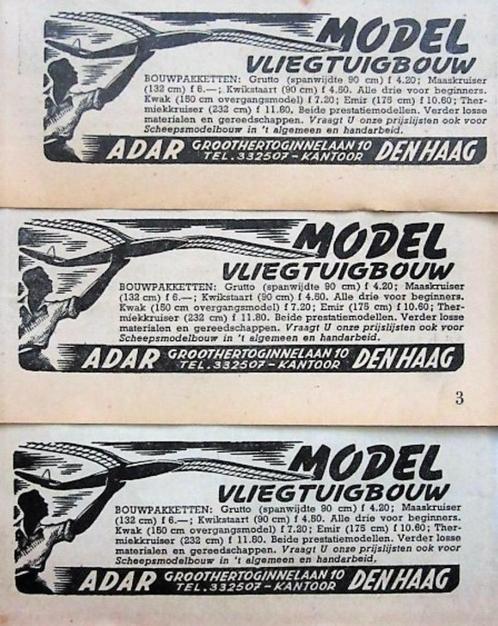 MODEL
VLIEGTUIGBOUW
BOUWPAKKETTEN: Grutto (spanwijdte 90 cm) f 4.20; Maaskruiser
(132 cm) f 6.—; Kwikstaart (90 cm) f 4.50. Alle drie voor beginners.
Kwak (150 cm overgangsmodel) f 7.20; Emir (175 cm) f 10.60; Ther-
miekkruiser (232 cm) f 11.80. Beide prestatiemodellen. Verder losse
materialen en gereedschappen. Vraagt U onze prijslijsten ook voor
Scheepsmodelbouw in 't algemeen en handarbeid.
ADAR GROOTHERTOGINNELAAN 10 DEN HAAG
TEL. 332507 - KANTOOR
MODEL
VLIEGTUIGBOUW
BOUWPAKKETTEN: Grutto (spanwijdte 90 cm) f 4.20; Maaskruiser
(132 cm) f 6.—; Kwikstaart (90 cm) f 4.50. Alle drie voor beginners.
Kwak (150 cm overgangsmodel) f 7.20; Emir (175 cm) f 10.60; Ther-
miekkruiser (232 cm) f 11.80. Beide prestatiemodellen. Verder losse
materialen en gereedschappen. Vraagt U onze prijslijsten ook voor
Scheepsmodelbouw in 't algemeen en handarbeid.
ADAR GROOTHERTOGINNELAAN 10 DEN HAAG
TEL. 332507 - KANTOOR
3
MODEL
VLIEGTUIGBOUW
BOUWPAKKETTEN: Grutto (spanwijdte 90 cm) f 4.20; Maaskruiser
(132 cm) f 6.—; Kwikstaart (90 cm) f 4.50. Alle drie voor beginners.
Kwak (150 cm overgangsmodel) f 7.20; Emir (175 cm) f 10.60; Ther-
miekkruiser (232 cm) f 11.80. Beide prestatiemodellen. Verder losse
materialen en gereedschappen. Vraagt U onze prijslijsten ook voor
Scheepsmodelbouw in 't algemeen en handarbeid.
ADAR GROOTHERTOGINNELAAN 10 DEN HAAG
TEL. 332507 - KANTOOR